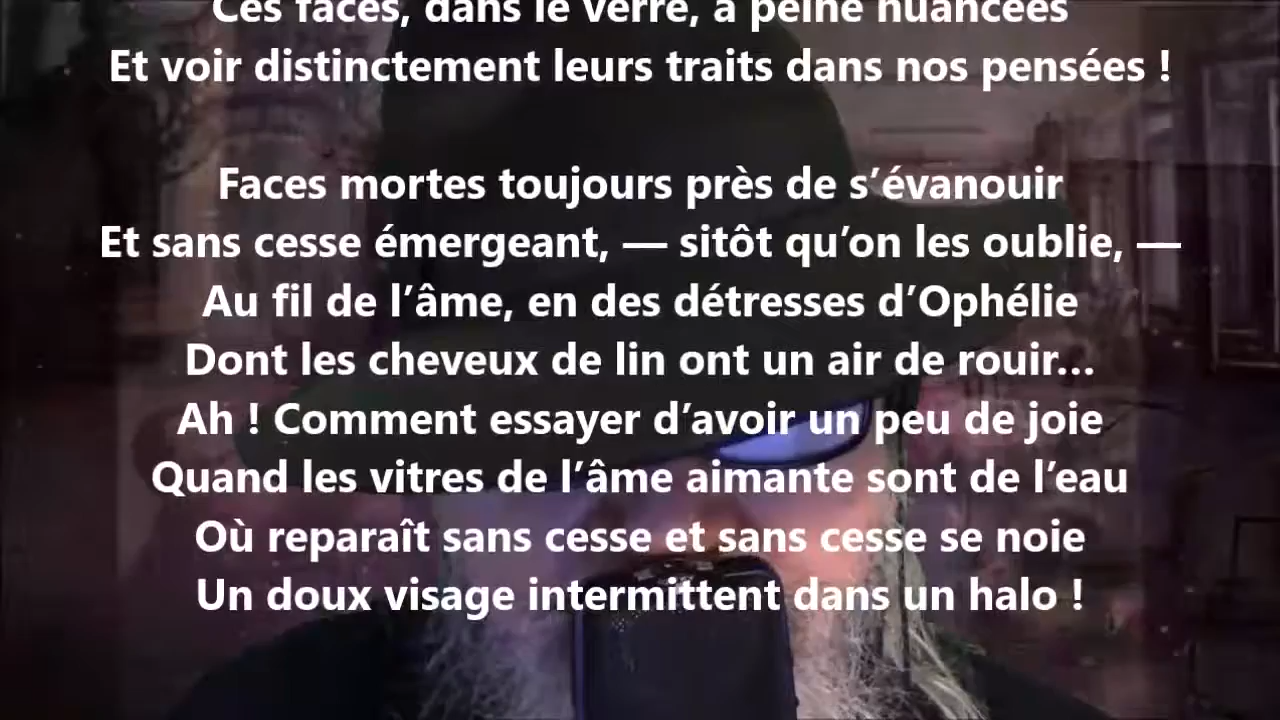 Ces faces, dans le verre, à peine nuancées
Et voir distinctement leurs traits dans nos pensées !
Faces mortes toujours près de s’évanouir
Et sans cesse émergeant, — sitôt qu’on les oublie, —
Au fil de l’âme, en des détresses d’Ophélie
Dont les cheveux de lin ont un air de rouir…
Ah ! Comment essayer d’avoir un peu de joie
Quand les vitres de l’âme aimante sont de l’eau
Où reparaît sans cesse et sans cesse se noie
Un doux visage intermittent dans un halo !